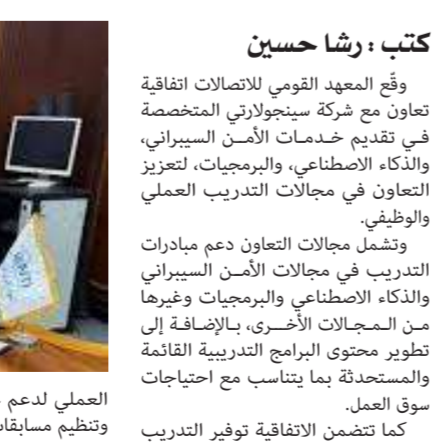 كتب : رشا حسين
وقّع المعهد القومي للاتصالات اتفاقية
تعاون مع شركة سينجولارتي المتخصصة
في تقديم خدمات الأمن السيبراني،
والذكاء الاصطناعي، والبرمجيات، لتعزيز
التعاون في مجالات التدريب العملي
والوظيفي.
وتشمل مجالات التعاون دعم مبادرات
التدريب في مجالات الأمن السيبراني
والذكاء الاصطناعي والبرمجيات وغيرها
من المجالات الأخرى، بالإضافة إلى
تطوير محتوى البرامج التدريبية القائمة
والمستحدثة بما يتناسب مع احتياجات
سوق العمل.
كما تتضمن الاتفاقية توفير التدريب
العملي لدعم
وتنظيم مسابقات